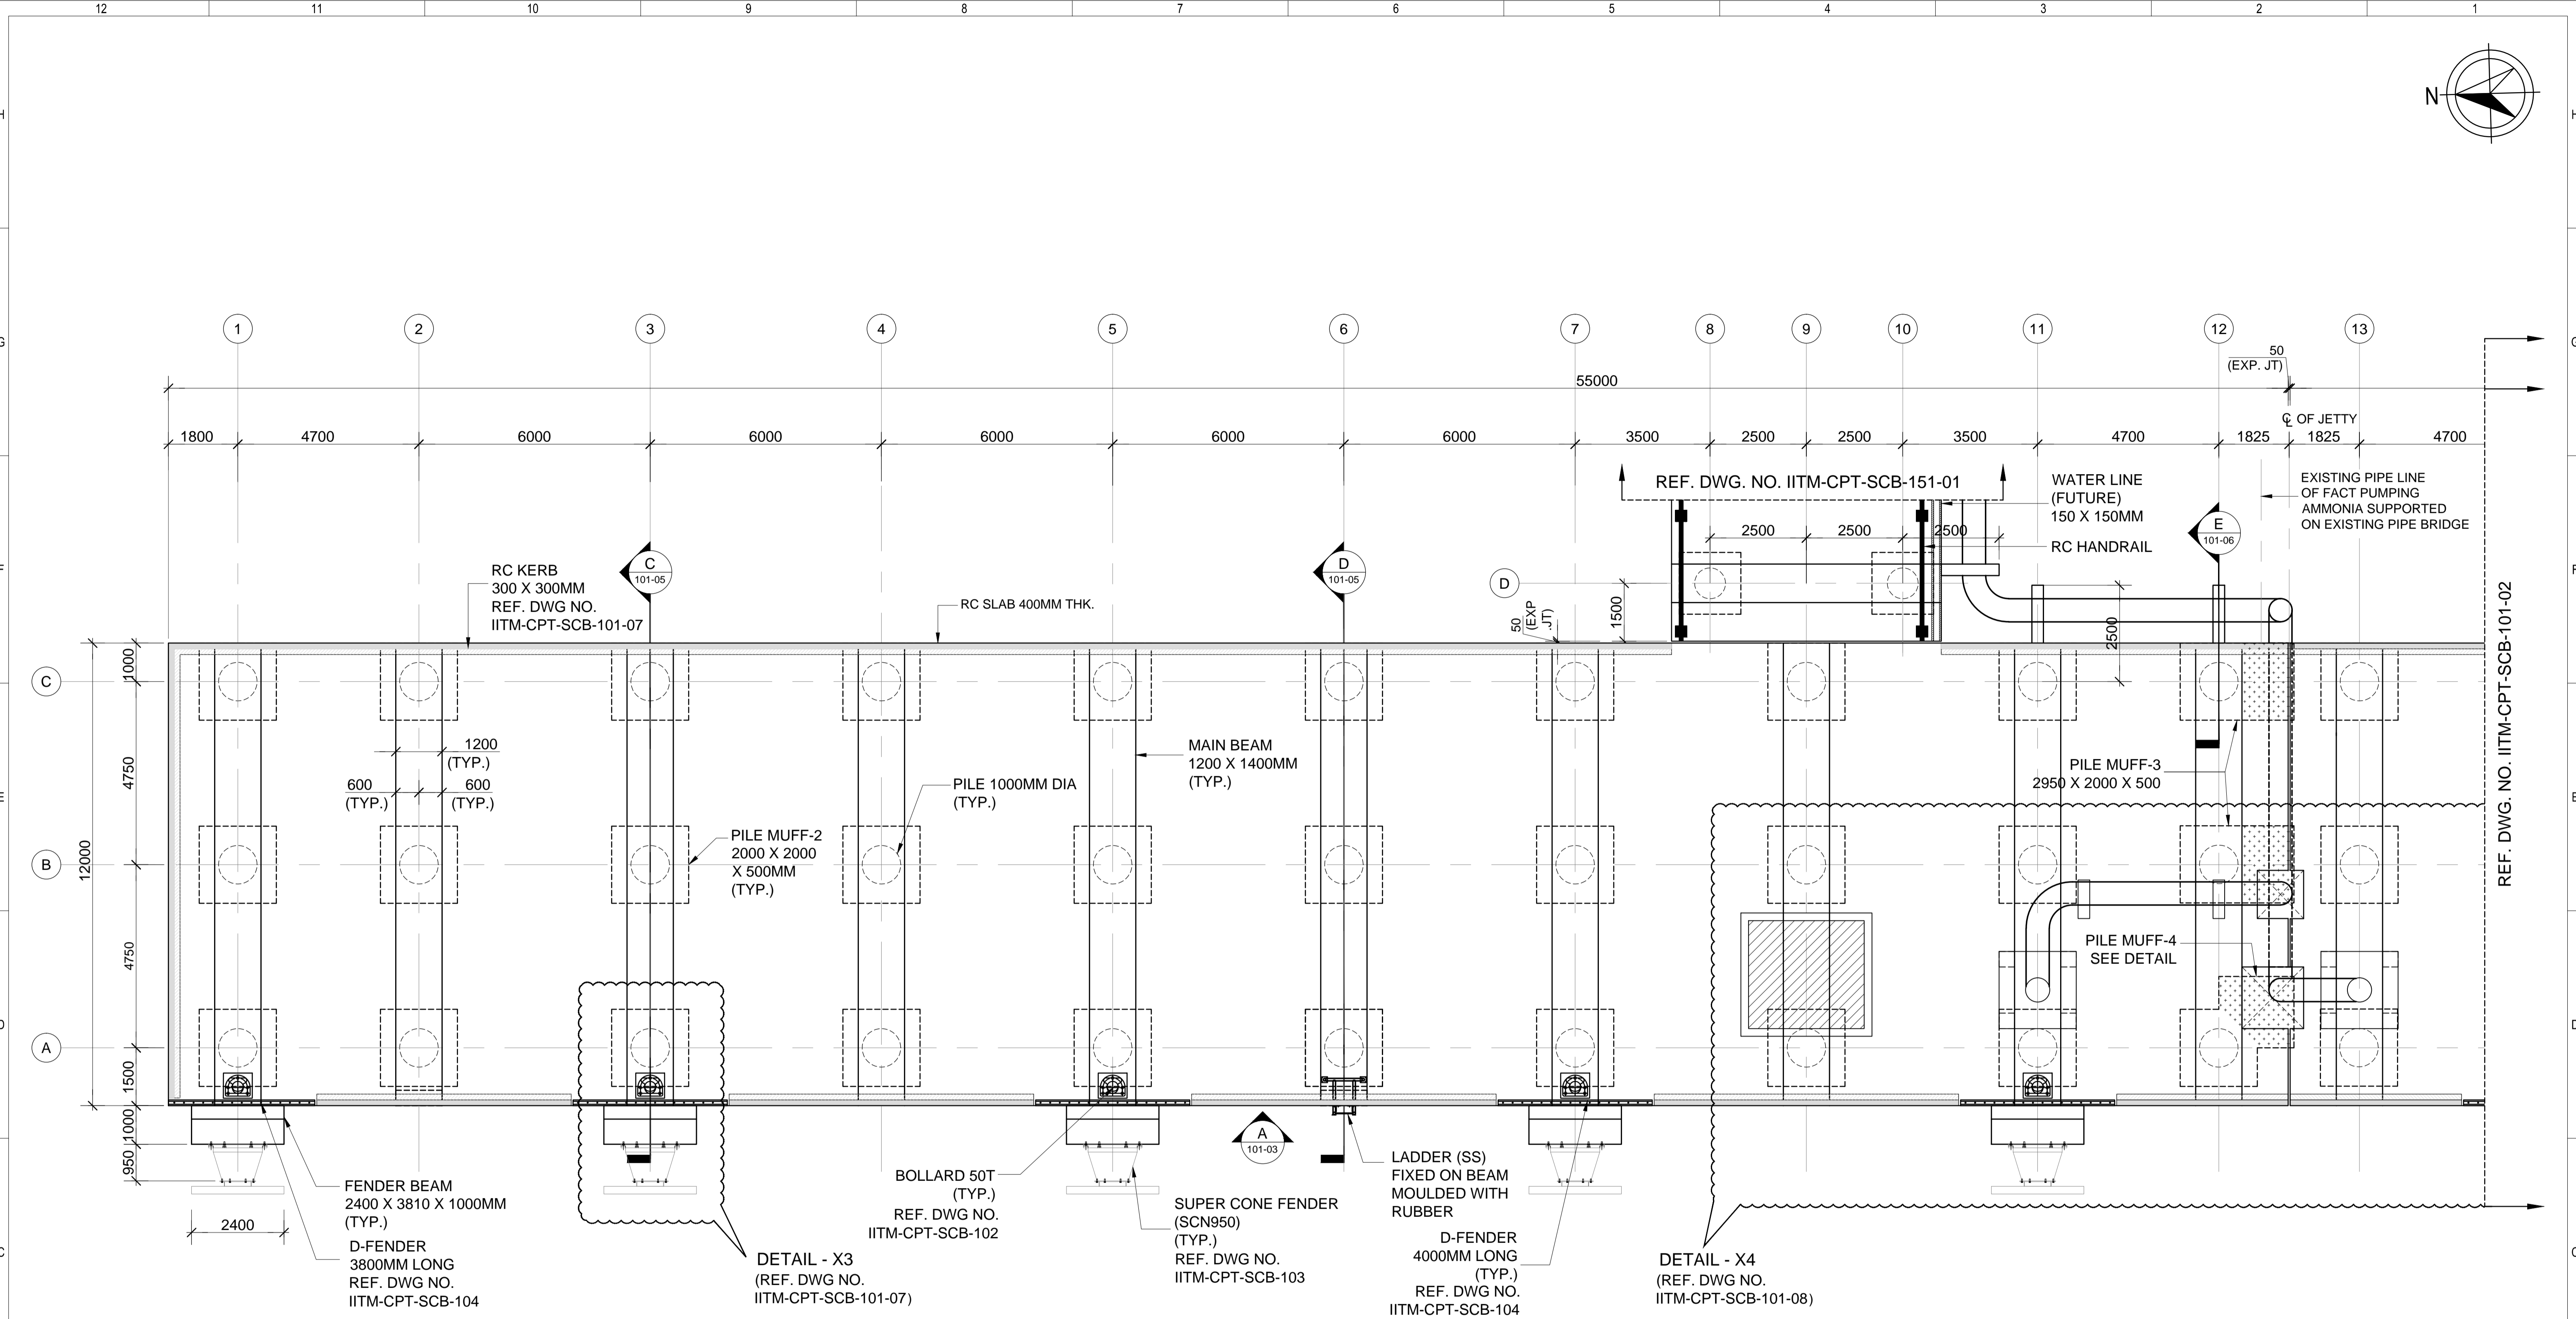 12 11 10 9 8 7 6 5 4 3 2 1
H
H
N
G
G
1 2 3 4 5 6 7 8 9 10 11 12 13
50
(EXP. JT)
55000
℄ OF JETTY
1800 4700 6000 6000 6000 6000 6000 3500 2500 2500 3500 4700 1825 1825 4700
REF. DWG. NO. IITM-CPT-SCB-151-01
WATER LINE
(FUTURE)
150 X 150MM
EXISTING PIPE LINE
OF FACT PUMPING
AMMONIA SUPPORTED
ON EXISTING PIPE BRIDGE
2500 2500 2500
RC HANDRAIL
E
101-06
F
F
RC KERB
300 X 300MM
REF. DWG NO.
IITM-CPT-SCB-101-07
C
101-05
RC SLAB 400MM THK.
D
101-05
D
1500
50
(EXP
.JT)
2500
REF. DWG. NO. IITM-CPT-SCB-101-02
C
1000
1200
(TYP.)
600
(TYP.)
600
(TYP.)
4750
MAIN BEAM
1200 X 1400MM
(TYP.)
PILE 1000MM DIA
(TYP.)
PILE MUFF-3
2950 X 2000 X 500
E
E
12000
B
PILE MUFF-2
2000 X 2000
X 500MM
(TYP.)
4750
PILE MUFF-4
SEE DETAIL
D
D
A
1500
1000
950
A
101-03
FENDER BEAM
2400 X 3810 X 1000MM
(TYP.)
2400
D-FENDER
3800MM LONG
REF. DWG NO.
IITM-CPT-SCB-104
DETAIL - X3
(REF. DWG NO.
IITM-CPT-SCB-101-07)
BOLLARD 50T
(TYP.)
REF. DWG NO.
IITM-CPT-SCB-102
SUPER CONE FENDER
(SCN950)
(TYP.)
REF. DWG NO.
IITM-CPT-SCB-103
LADDER (SS)
FIXED ON BEAM
MOULDED WITH
RUBBER
D-FENDER
4000MM LONG
(TYP.)
REF. DWG NO.
IITM-CPT-SCB-104
DETAIL - X4
(REF. DWG NO.
IITM-CPT-SCB-101-08)
C
C